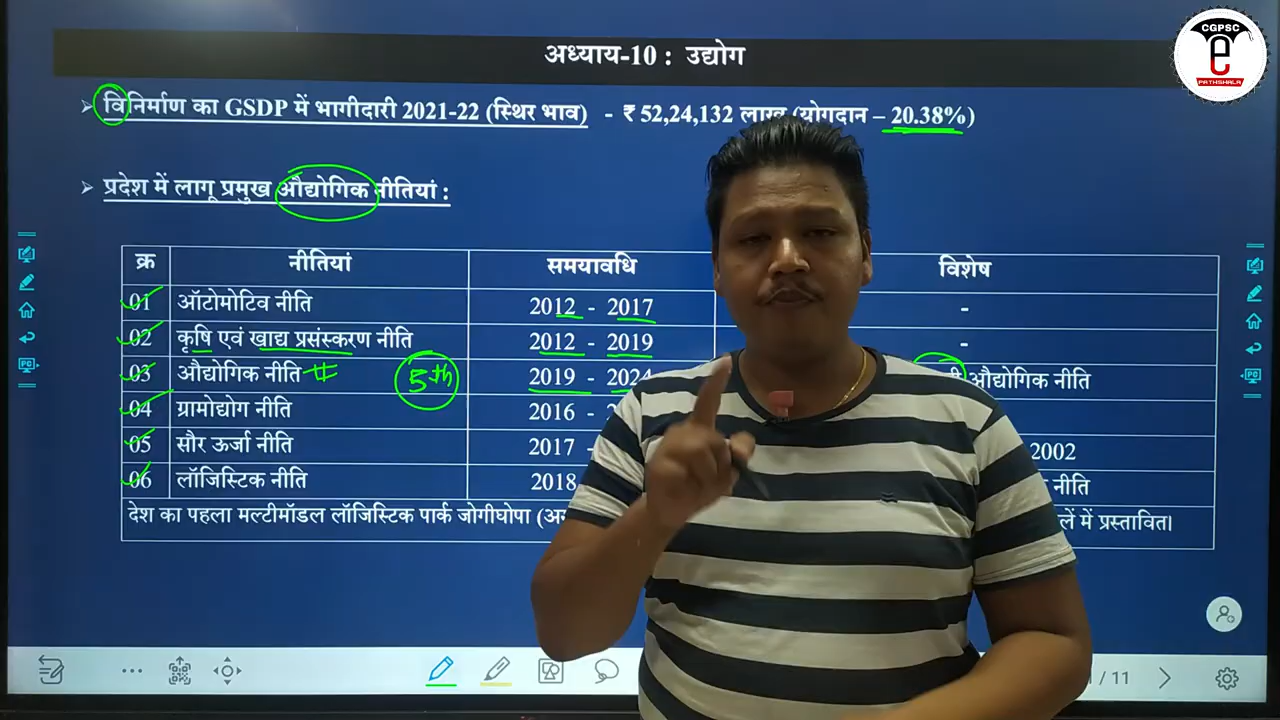 CGPSC
e
PATHSHALA
अध्याय-10 : उद्योग
विनिर्माण का GSDP में भागीदारी 2021-22 (स्थिर भाव) - ₹ 52,24,132 लाख (योगदान – 20.38%)
प्रदेश में लागू प्रमुख औद्योगिक नीतियां :
क्र नीतियां समयावधि विशेष
01 ऑटोमोटिव नीति 2012 - 2017 -
02 कृषि एवं खाद्य प्रसंस्करण नीति 2012 - 2019 -
03 औद्योगिक नीति # 5th 2019 - 2024 औद्योगिक नीति
04 ग्रामोद्योग नीति 2016 -
05 सौर ऊर्जा नीति 2017 - 2002
06 लॉजिस्टिक नीति 2018 नीति
देश का पहला मल्टीमॉडल लॉजिस्टिक पार्क जोगीघोपा में प्रस्तावित।
/ 11